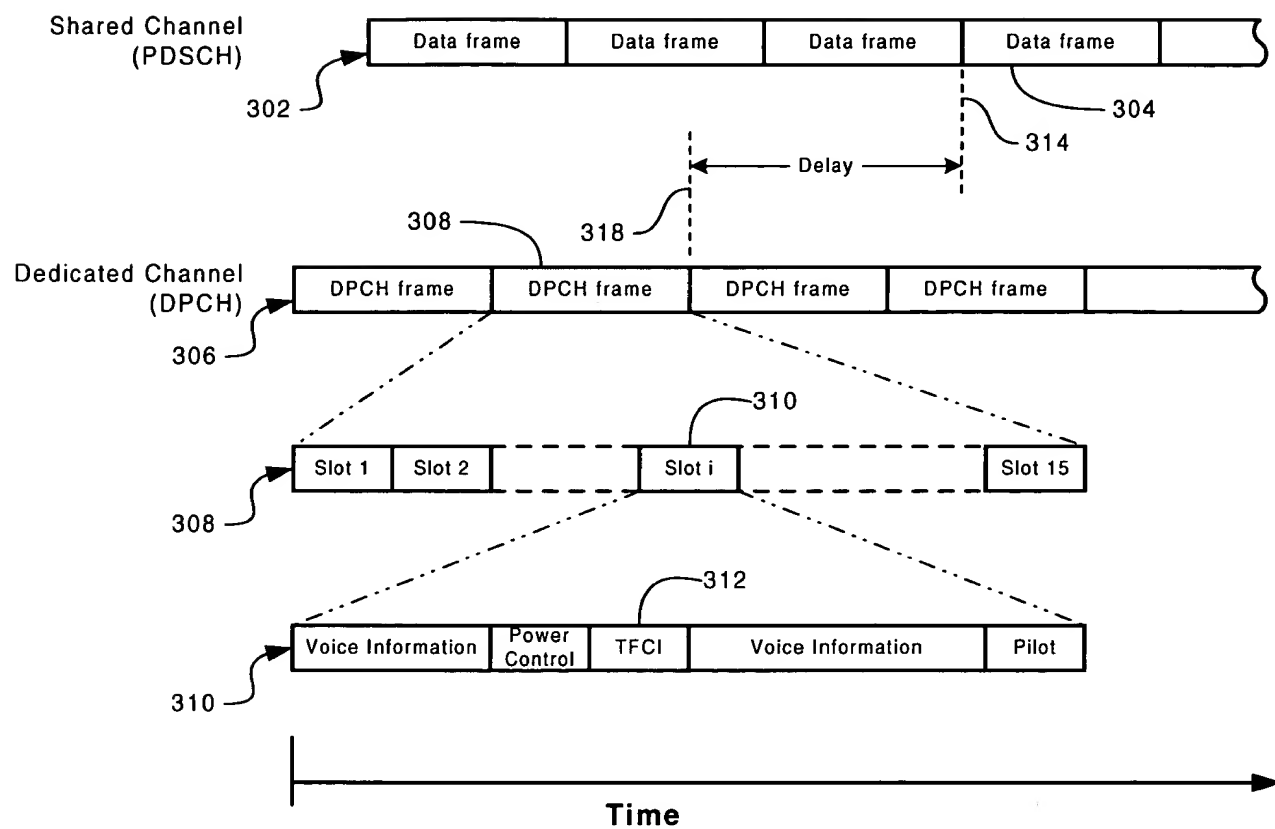 Shared Channel
(PDSCH)
Data frame
Data frame
Data frame
Data frame
302
304
314
Delay
308
318
Dedicated Channel
(DPCH)
DPCH frame
DPCH frame
DPCH frame
DPCH frame
306
310
Slot 1
Slot 2
Slot i
Slot 15
308
312
Voice Information
Power
Control
TFCI
Voice Information
Pilot
310
Time